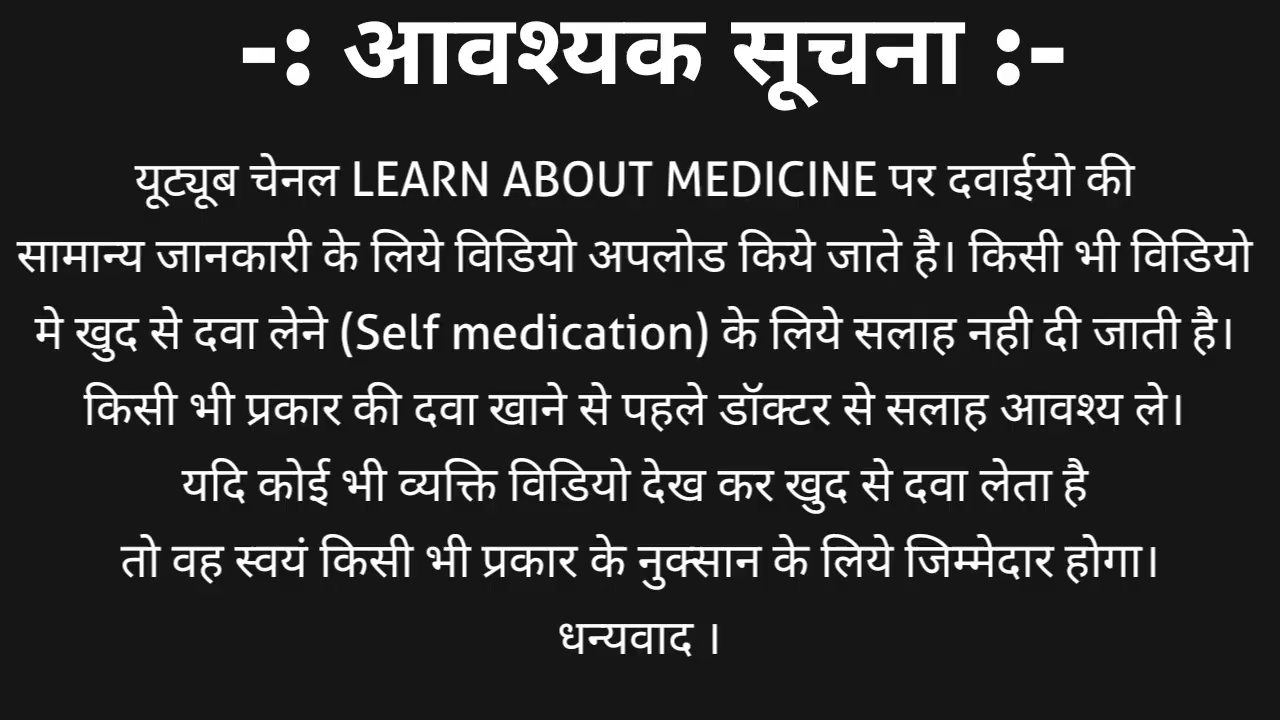 -: आवश्यक सूचना :-
यूट्यूब चेनल LEARN ABOUT MEDICINE पर दवाईयो की
सामान्य जानकारी के लिये विडियो अपलोड किये जाते है। किसी भी विडियो
मे खुद से दवा लेने (Self medication) के लिये सलाह नही दी जाती है।
किसी भी प्रकार की दवा खाने से पहले डॉक्टर से सलाह आवश्य ले।
यदि कोई भी व्यक्ति विडियो देख कर खुद से दवा लेता है
तो वह स्वयं किसी भी प्रकार के नुक्सान के लिये जिम्मेदार होगा।
धन्यवाद ।